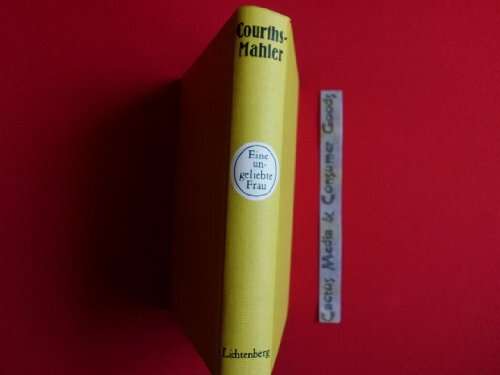 Courths-
Mahler
Eine
un-
geliebte
Frau
Lichtenberg
Cactus Media & Consumer Goods